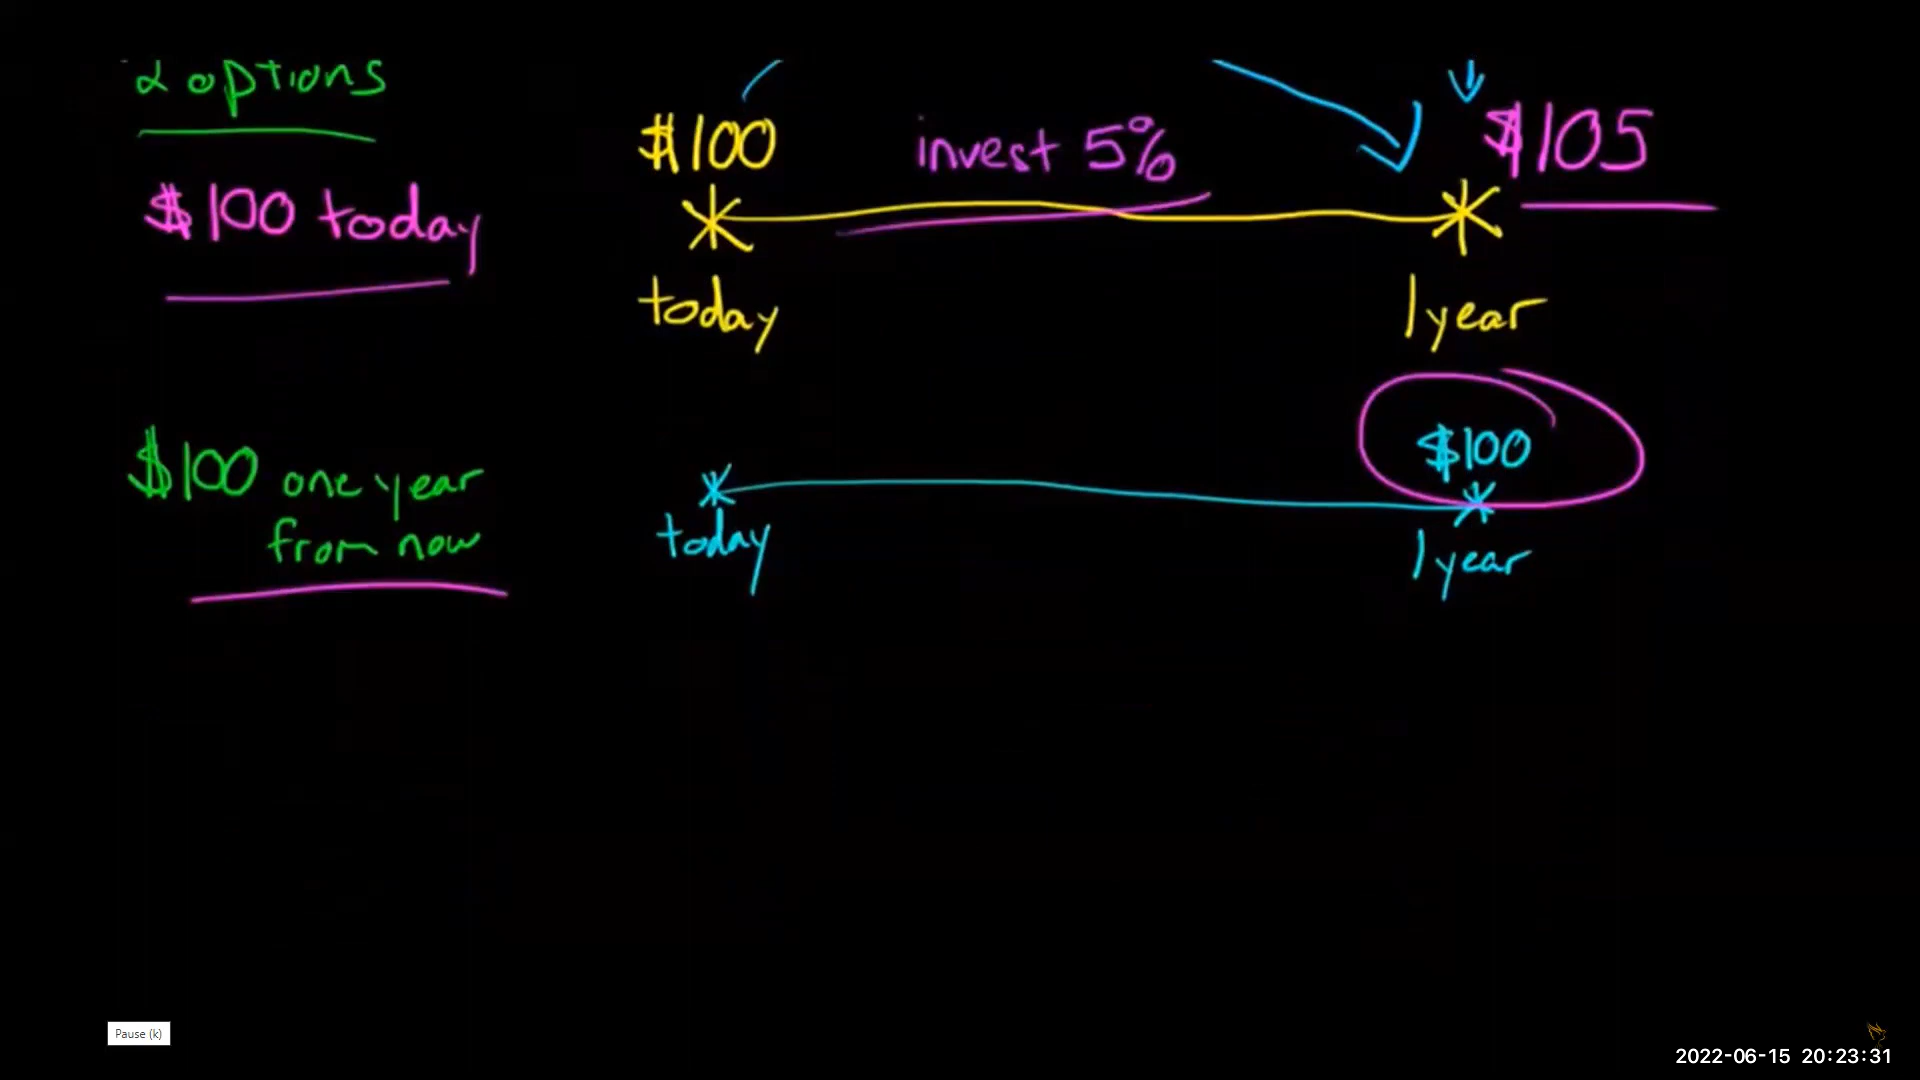 2 options
$100 today
$100 invest 5% $105
today 1 year
$100 one year
from now
$100
today 1 year
Pause (k)
2022-06-15 20:23:31